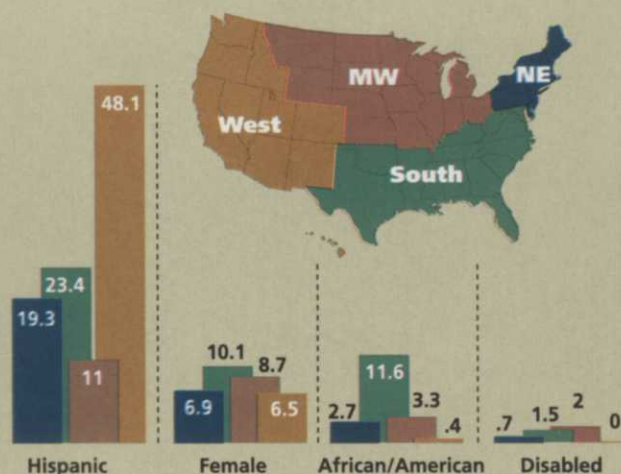 MW
NE
West
South
48.1
23.4
19.3
11
10.1
8.7
6.9
6.5
11.6
2.7
3.3
.4
.7
1.5
2
0
Hispanic
Female
African/American
Disabled